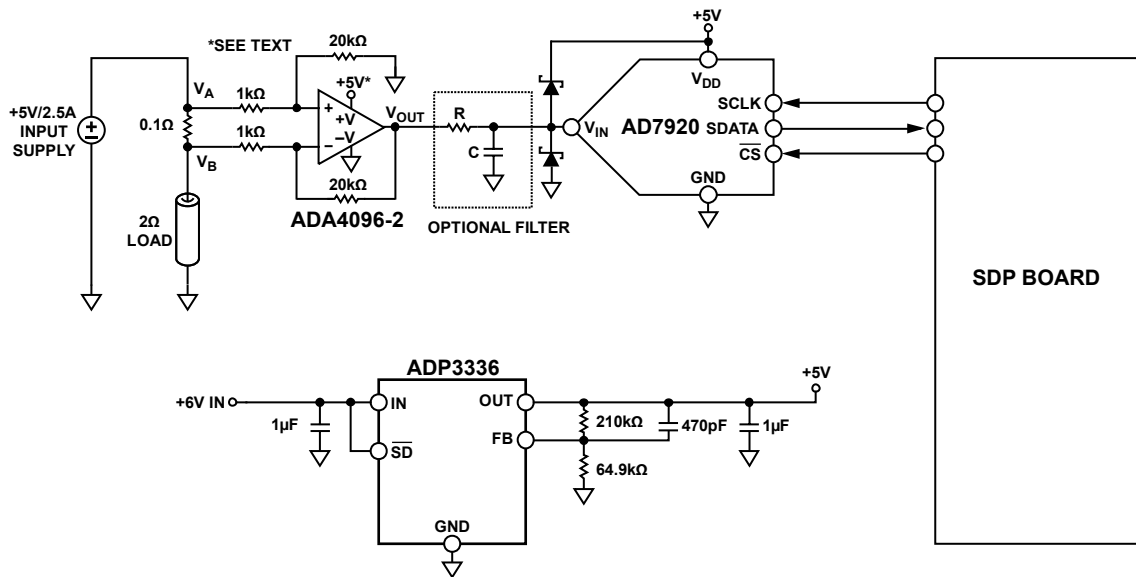 +5V
*SEE TEXT
20kΩ
V_DD
+5V/2.5A
INPUT
SUPPLY
V_A
1kΩ
+5V*
+
+V
−V
−
V_OUT
R
C
V_IN
AD7920
SCLK
SDATA
CS
GND
0.1Ω
1kΩ
V_B
20kΩ
ADA4096-2
OPTIONAL FILTER
2Ω
LOAD
SDP BOARD
ADP3336
+6V IN
1µF
IN
SD
OUT
FB
GND
210kΩ
470pF
1µF
64.9kΩ
+5V